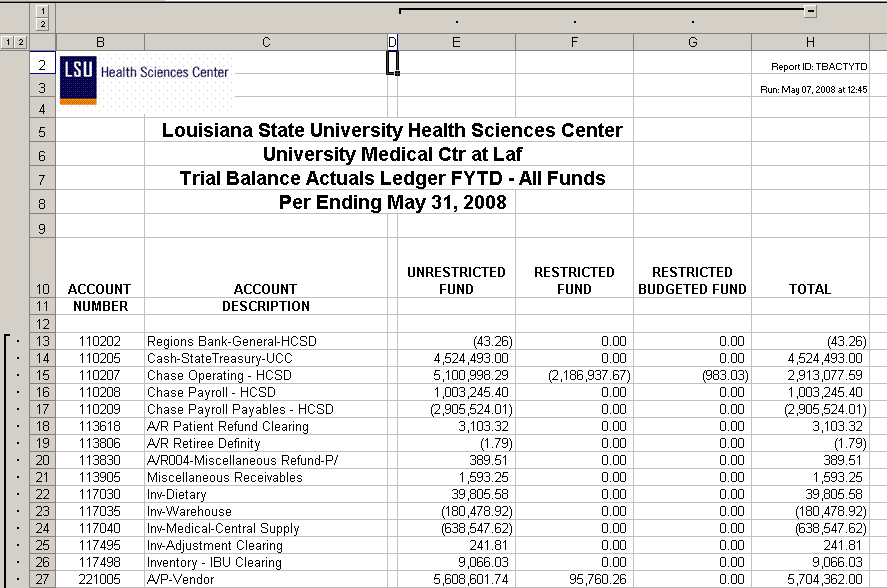 1
2
1 2 B C D E F G H
2 LSU Health Sciences Center Report ID: TBACTYTD
3 Run: May 07, 2008 at 12:45
4
5 Louisiana State University Health Sciences Center
6 University Medical Ctr at Laf
7 Trial Balance Actuals Ledger FYTD - All Funds
8 Per Ending May 31, 2008
9
UNRESTRICTED RESTRICTED RESTRICTED
10 ACCOUNT ACCOUNT FUND FUND BUDGETED FUND TOTAL
11 NUMBER DESCRIPTION
12
13 110202 Regions Bank-General-HCSD (43.26) 0.00 0.00 (43.26)
14 110205 Cash-StateTreasury-UCC 4,524,493.00 0.00 0.00 4,524,493.00
15 110207 Chase Operating - HCSD 5,100,998.29 (2,186,937.67) (983.03) 2,913,077.59
16 110208 Chase Payroll - HCSD 1,003,245.40 0.00 0.00 1,003,245.40
17 110209 Chase Payroll Payables - HCSD (2,905,524.01) 0.00 0.00 (2,905,524.01)
18 113618 A/R Patient Refund Clearing 3,103.32 0.00 0.00 3,103.32
19 113806 A/R Retiree Definity (1.79) 0.00 0.00 (1.79)
20 113830 A/R004-Miscellaneous Refund-P/ 389.51 0.00 0.00 389.51
21 113905 Miscellaneous Receivables 1,593.25 0.00 0.00 1,593.25
22 117030 Inv-Dietary 39,805.58 0.00 0.00 39,805.58
23 117035 Inv-Warehouse (180,478.92) 0.00 0.00 (180,478.92)
24 117040 Inv-Medical-Central Supply (638,547.62) 0.00 0.00 (638,547.62)
25 117495 Inv-Adjustment Clearing 241.81 0.00 0.00 241.81
26 117498 Inventory - IBU Clearing 9,066.03 0.00 0.00 9,066.03
27 221005 A/P-Vendor 5,608,601.74 95,760.26 0.00 5,704,362.00